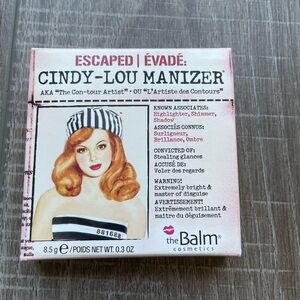 ESCAPED | ÉVADÉ:
CINDY-LOU MANIZER
AKA "The Con-tour Artist" • OU "L'Artiste des Contours"
KNOWN ASSOCIATES:
Highlighter, Shimmer,
Shadow
ASSOCIÉS CONNUS:
Surligneur,
Brillance, Ombre
CONVICTED OF:
Stealing glances
ACCUSÉ DE:
Voler des regards
WARNING!
Extremely bright &
master of disguise
AVERTISSEMENT!
Extrêmement brillant &
maître du déguisement
881688
8.5 g e / POIDS NET WT. 0.3 OZ
theBalm®
cosmetics